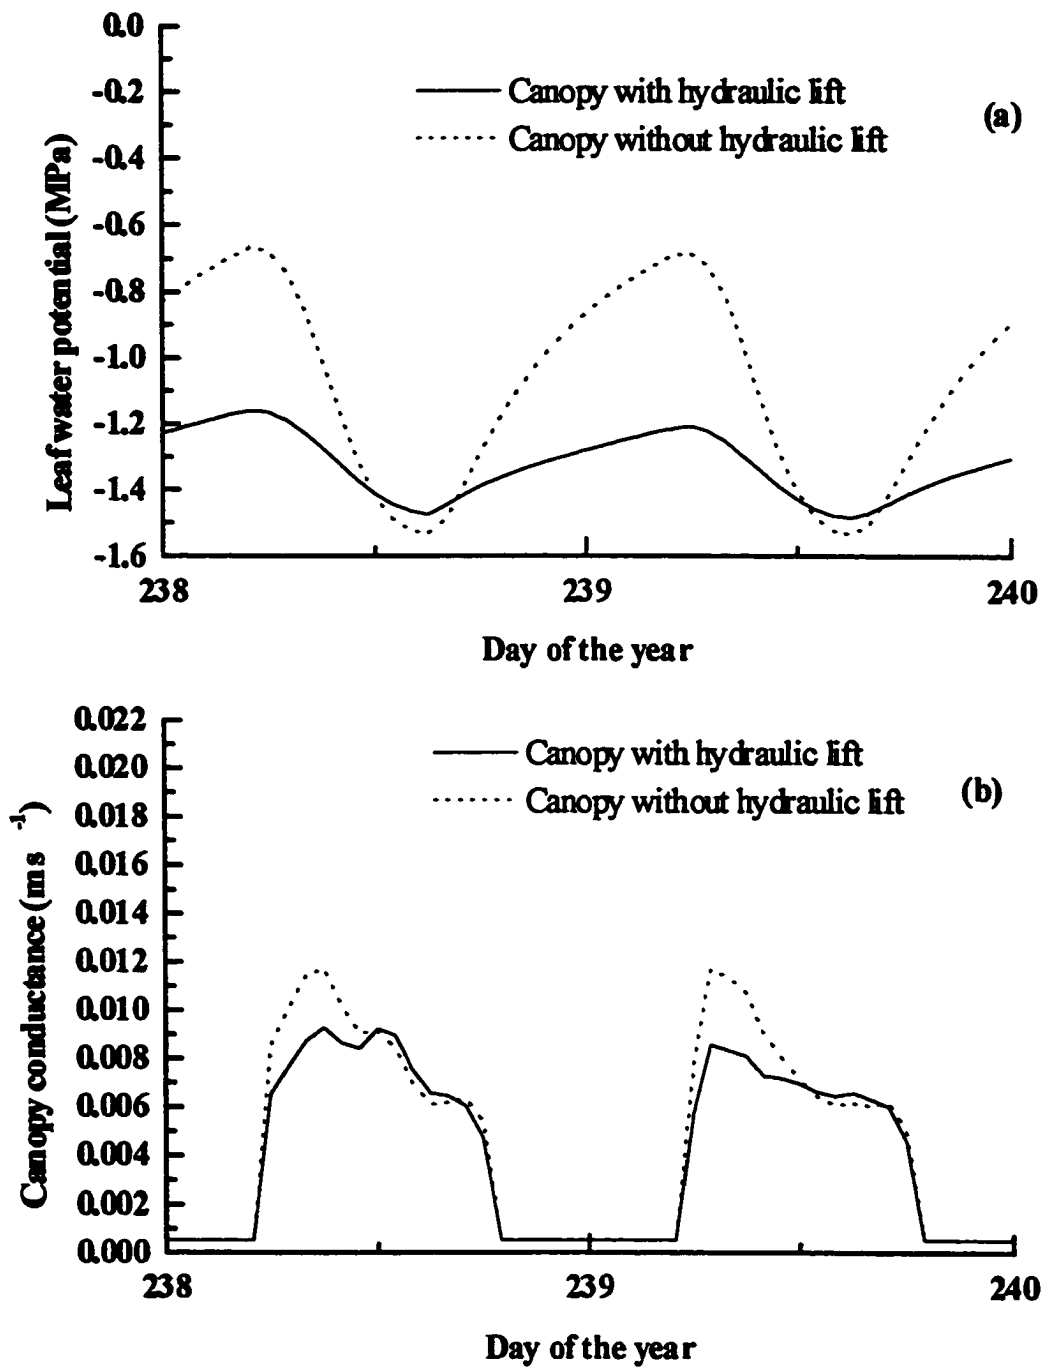 0.0
-0.2
-0.4
-0.6
-0.8
-1.0
-1.2
-1.4
-1.6
Leaf water potential (MPa)
Canopy with hydraulic lift
Canopy without hydraulic lift
(a)
238
239
240
Day of the year
0.022
0.020
0.018
0.016
0.014
0.012
0.010
0.008
0.006
0.004
0.002
0.000
Canopy conductance (m s⁻¹)
Canopy with hydraulic lift
Canopy without hydraulic lift
(b)
238
239
240
Day of the year